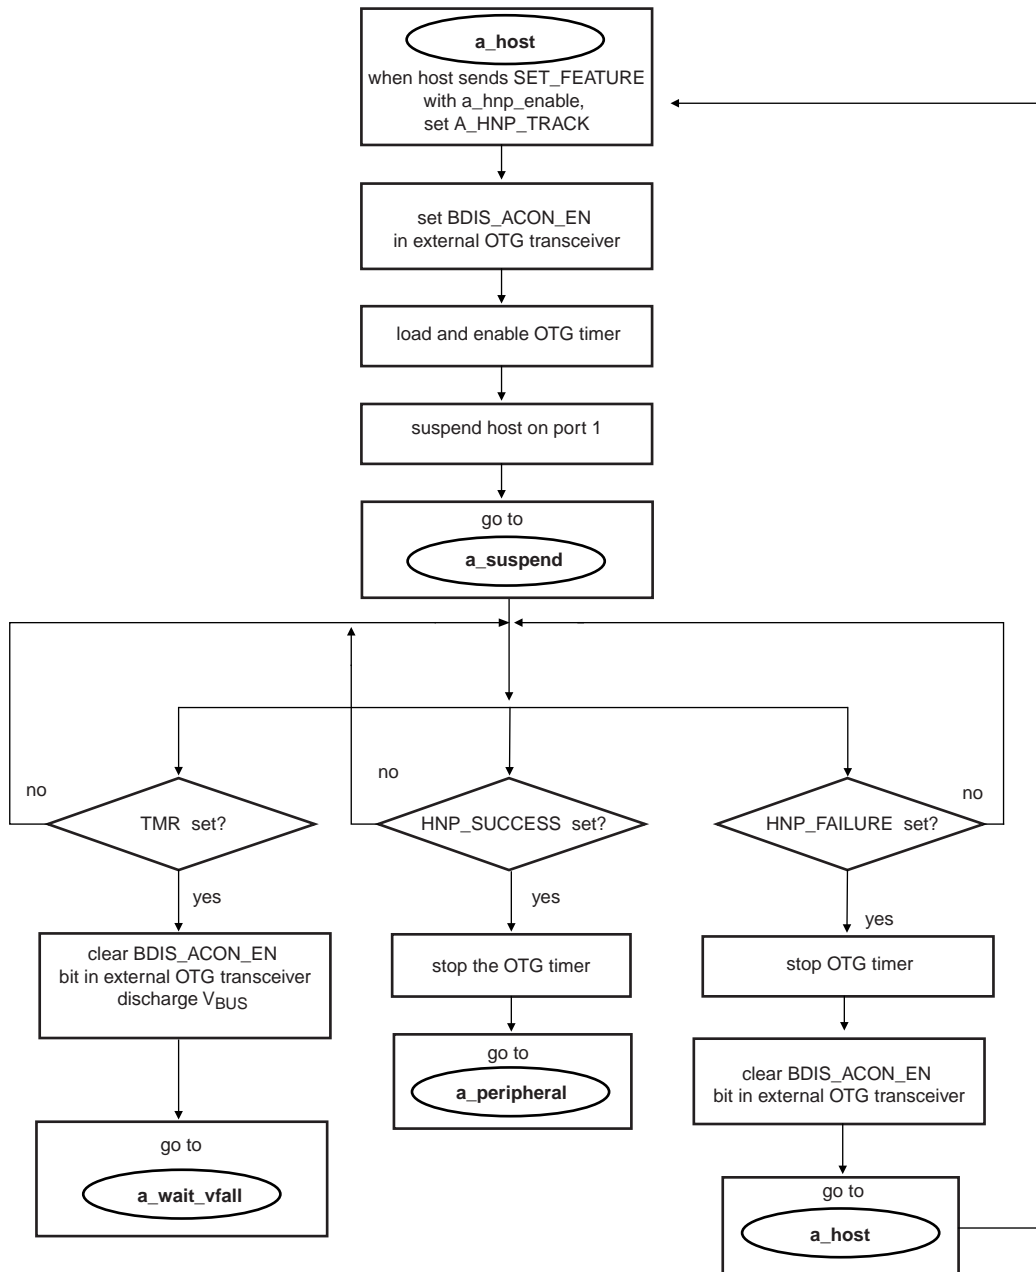 a_host
when host sends SET_FEATURE
with a_hnp_enable,
set A_HNP_TRACK
set BDIS_ACON_EN
in external OTG transceiver
load and enable OTG timer
suspend host on port 1
go to
a_suspend
no
TMR set?
yes
no
HNP_SUCCESS set?
yes
no
HNP_FAILURE set?
yes
clear BDIS_ACON_EN
bit in external OTG transceiver
discharge VBUS
go to
a_wait_vfall
stop the OTG timer
go to
a_peripheral
stop OTG timer
clear BDIS_ACON_EN
bit in external OTG transceiver
go to
a_host